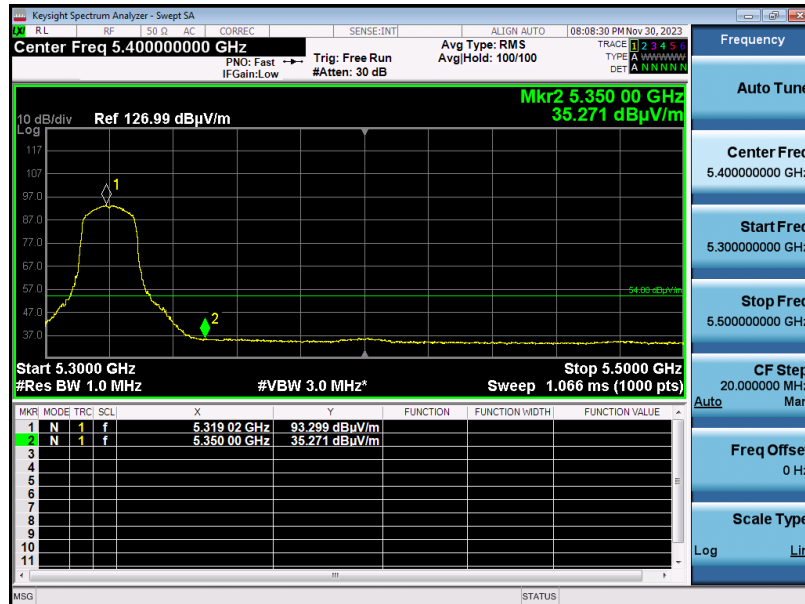 Keysight Spectrum Analyzer - Swept SA
LXI RL RF 50 Ω AC CORREC SENSE:INT ALIGN AUTO 08:08:30 PM Nov 30, 2023
Center Freq 5.400000000 GHz
PNO: Fast
IFGain:Low
Trig: Free Run
#Atten: 30 dB
Avg Type: RMS
Avg|Hold: 100/100
TRACE 1 2 3 4 5 6
TYPE A WWWWW
DET A N N N N N
Mkr2 5.350 00 GHz
35.271 dBµV/m
10 dB/div Ref 126.99 dBµV/m
Log
117
107
97.0
87.0
77.0
67.0
57.0
47.0
37.0
1
2
54.00 dBµV/m
Start 5.3000 GHz Stop 5.5000 GHz
#Res BW 1.0 MHz #VBW 3.0 MHz* Sweep 1.066 ms (1000 pts)
MKR MODE TRC SCL X Y FUNCTION FUNCTION WIDTH FUNCTION VALUE
1 N 1 f 5.319 02 GHz 93.299 dBµV/m
2 N 1 f 5.350 00 GHz 35.271 dBµV/m
3
4
5
6
7
8
9
10
11
MSG STATUS
Frequency
Auto Tune
Center Freq
5.400000000 GHz
Start Freq
5.300000000 GHz
Stop Freq
5.500000000 GHz
CF Step
20.000000 MHz
Auto Man
Freq Offset
0 Hz
Scale Type
Log Lin